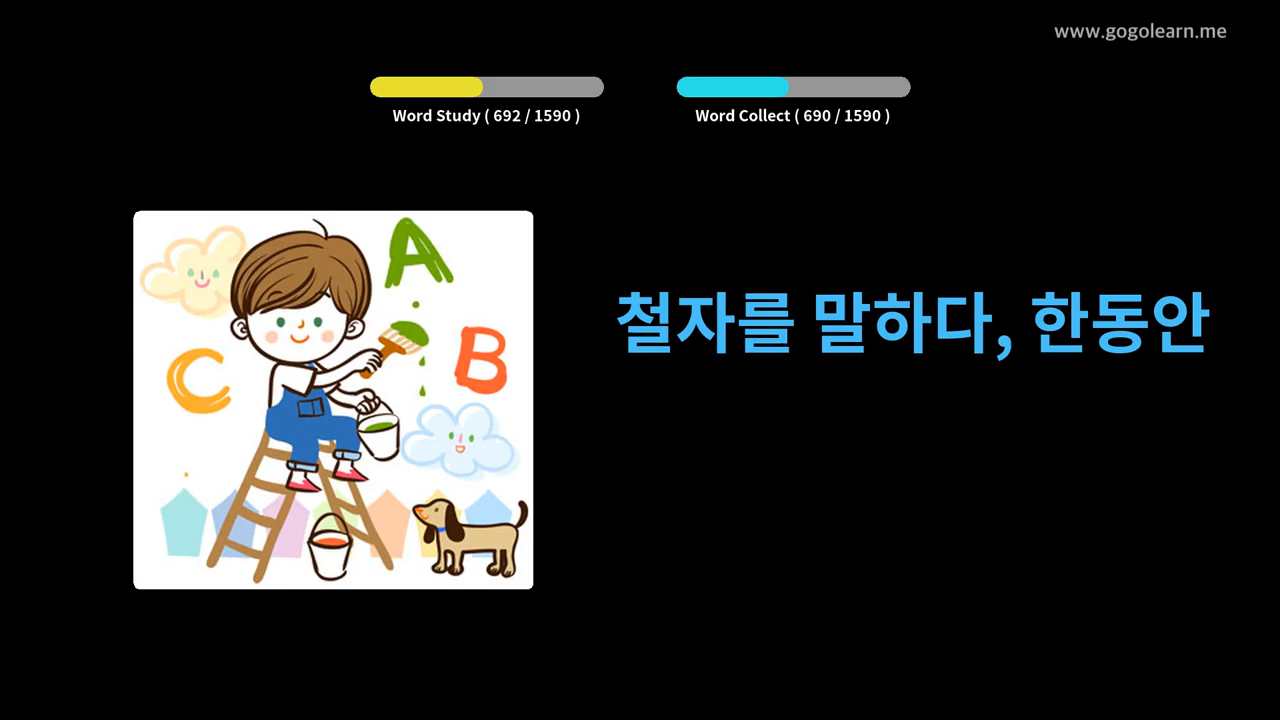 www.gogolearn.me
Word Study ( 692 / 1590 )
Word Collect ( 690 / 1590 )
A
B
C
철자를 말하다, 한동안